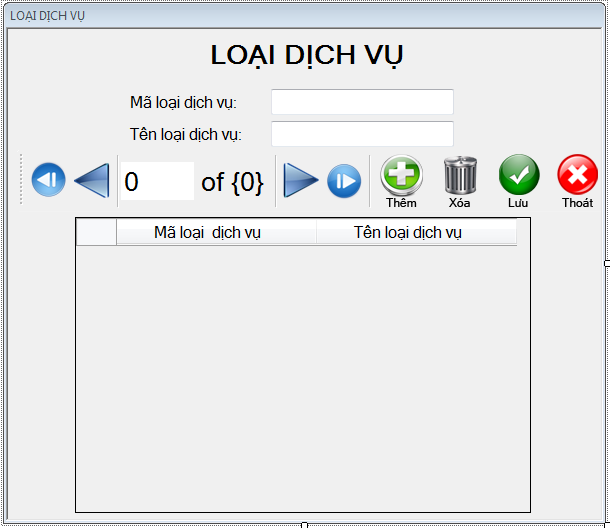 LOẠI DỊCH VỤ
LOẠI DỊCH VỤ
Mã loại dịch vụ:
Tên loại dịch vụ:
0 of {0}
Thêm Xóa Lưu Thoát
Mã loại dịch vụ Tên loại dịch vụ